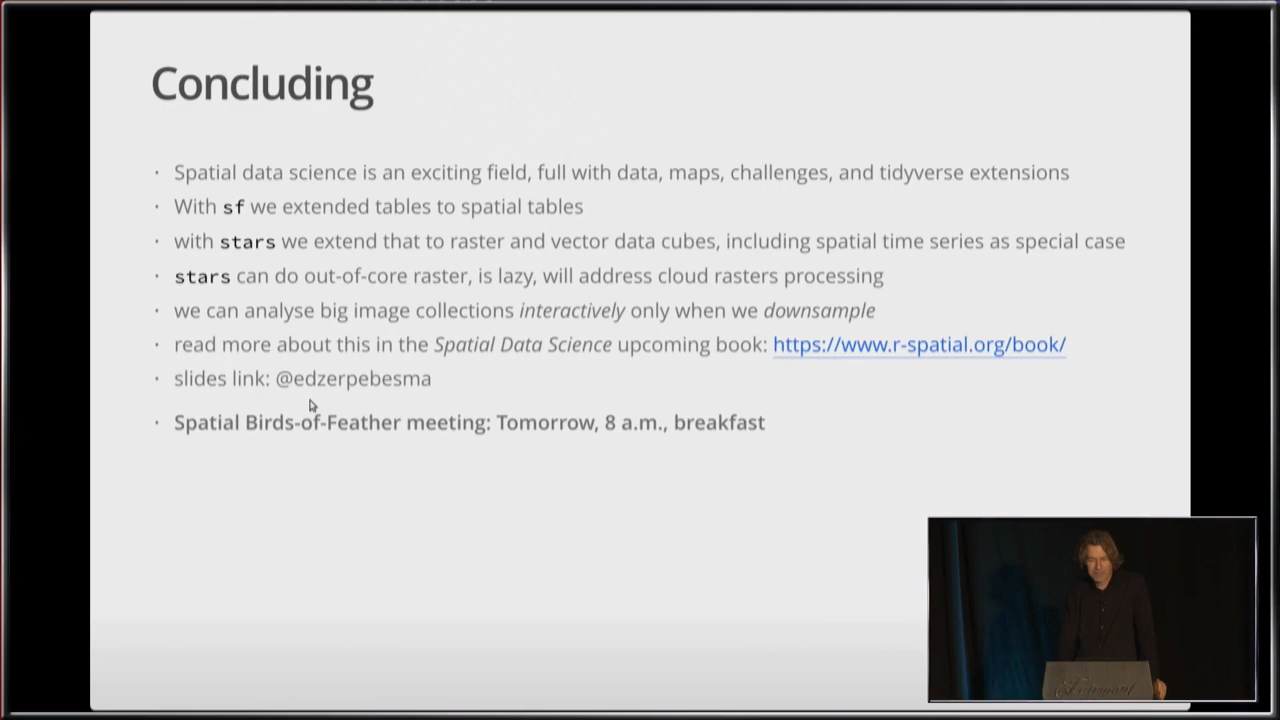 Concluding
· Spatial data science is an exciting field, full with data, maps, challenges, and tidyverse extensions
· With sf we extended tables to spatial tables
· with stars we extend that to raster and vector data cubes, including spatial time series as special case
· stars can do out-of-core raster, is lazy, will address cloud rasters processing
· we can analyse big image collections interactively only when we downsample
· read more about this in the Spatial Data Science upcoming book: https://www.r-spatial.org/book/
· slides link: @edzerpebesma
· Spatial Birds-of-Feather meeting: Tomorrow, 8 a.m., breakfast
Fairmont